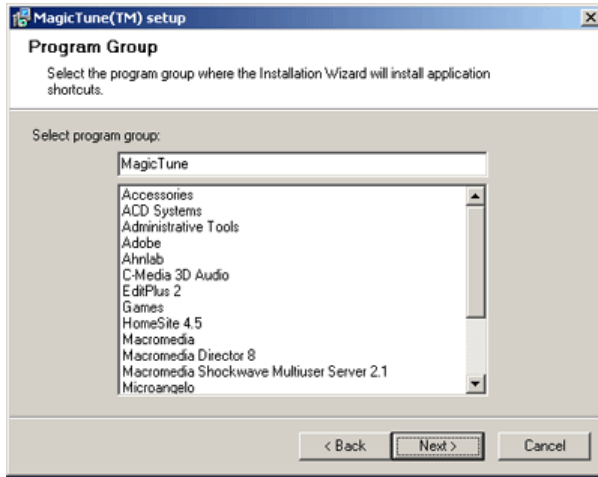 MagicTune(TM) setup
Program Group
Select the program group where the Installation Wizard will install application
shortcuts.
Select program group:
MagicTune
Accessories
ACD Systems
Administrative Tools
Adobe
Ahnlab
C-Media 3D Audio
EditPlus 2
Games
HomeSite 4.5
Macromedia
Macromedia Director 8
Macromedia Shockwave Multiuser Server 2.1
Microangelo
< Back
Next >
Cancel